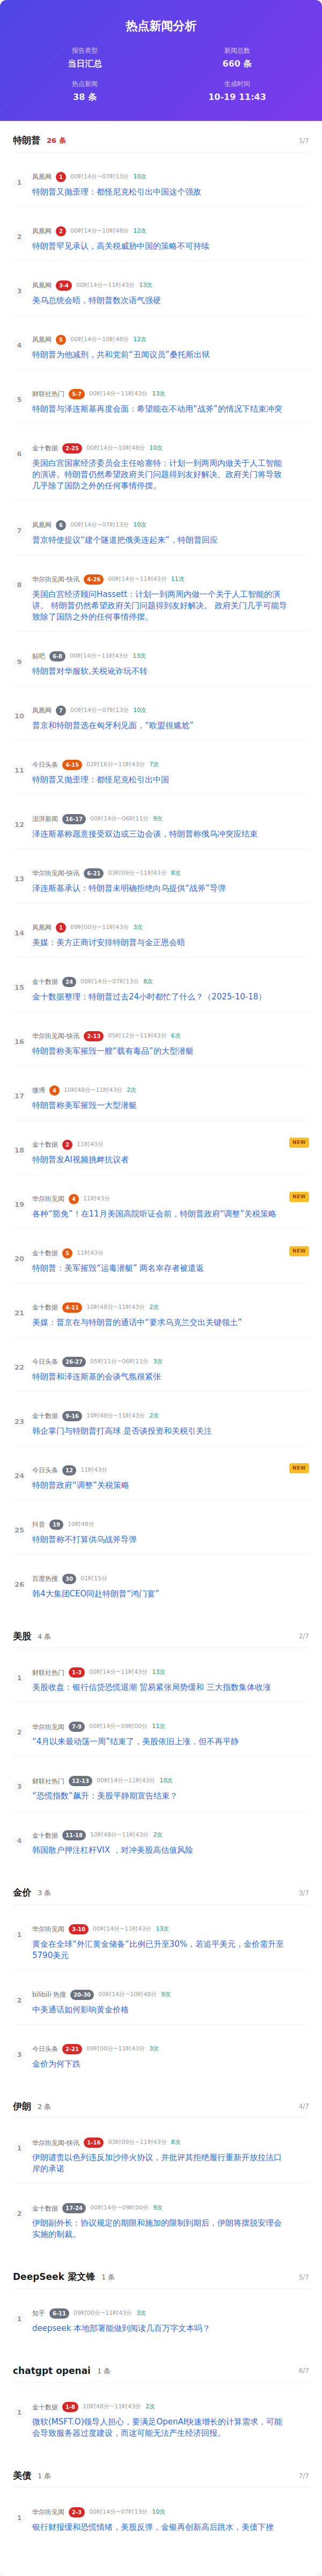 热点新闻分析
报告类型
当日汇总
新闻总数
660 条
热点新闻
38 条
生成时间
10-19 11:43
特朗普 26 条 1/7
1 凤凰网 1 00时14分~07时13分 10次
特朗普又抛歪理：都怪尼克松引出中国这个强敌
2 凤凰网 2 00时14分~10时48分 12次
特朗普罕见承认，高关税威胁中国的策略不可持续
3 凤凰网 3-4 00时14分~11时43分 13次
美乌总统会晤，特朗普数次语气强硬
4 凤凰网 5 00时14分~10时48分 12次
特朗普为他减刑，共和党前“丑闻议员”桑托斯出狱
5 财联社热门 5-7 00时14分~11时43分 13次
特朗普与泽连斯基再度会面：希望能在不动用“战斧”的情况下结束冲突
6 金十数据 2-25 00时14分~10时48分 10次
美国白宫国家经济委员会主任哈塞特：计划一到两周内做关于人工智能
的演讲。特朗普仍然希望政府关门问题得到友好解决。政府关门将导致
几乎除了国防之外的任何事情停摆。
7 凤凰网 6 00时14分~07时13分 10次
普京特使提议“建个隧道把俄美连起来”，特朗普回应
8 华尔街见闻-快讯 4-26 00时14分~11时43分 11次
美国白宫经济顾问Hassett：计划一到两周内做一个关于人工智能的演
讲。 特朗普仍然希望政府关门问题得到友好解决。 政府关门几乎可能导
致除了国防之外的任何事情停摆。
9 贴吧 6-8 00时14分~11时43分 13次
特朗普对华服软,关税讹诈玩不转
10 凤凰网 7 00时14分~07时13分 10次
普京和特朗普选在匈牙利见面，“欧盟很尴尬”
11 今日头条 4-15 02时16分~11时43分 7次
特朗普又抛歪理：都怪尼克松引出中国
12 澎湃新闻 16-17 00时14分~06时11分 9次
泽连斯基称愿意接受双边或三边会谈，特朗普称俄乌冲突应结束
13 华尔街见闻-快讯 6-21 03时09分~11时43分 8次
泽连斯基承认：特朗普未明确拒绝向乌提供“战斧”导弹
14 凤凰网 1 09时00分~11时43分 3次
美媒：美方正商讨安排特朗普与金正恩会晤
15 金十数据 24 00时14分~07时13分 8次
金十数据整理：特朗普过去24小时都忙了什么？（2025-10-18）
16 华尔街见闻-快讯 2-13 05时12分~11时43分 6次
特朗普称美军摧毁一艘“载有毒品”的大型潜艇
17 微博 4 10时48分~11时43分 2次
特朗普称美军摧毁一大型潜艇
18 金十数据 2 11时43分 NEW
特朗普发AI视频挑衅抗议者
19 华尔街见闻 4 11时43分 NEW
各种“豁免”！在11月美国高院听证会前，特朗普政府“调整”关税策略
20 金十数据 5 11时43分 NEW
特朗普：美军摧毁“运毒潜艇” 两名幸存者被遣返
21 金十数据 4-11 10时48分~11时43分 2次
美媒：普京在与特朗普的通话中“要求乌克兰交出关键领土”
22 今日头条 26-27 05时11分~06时11分 3次
特朗普和泽连斯基的会谈气氛很紧张
23 金十数据 9-16 10时48分~11时43分 2次
韩企掌门与特朗普打高球 是否谈投资和关税引关注
24 今日头条 12 11时43分 NEW
特朗普政府“调整”关税策略
25 抖音 19 10时48分
特朗普称不打算供乌战斧导弹
26 百度热搜 30 01时15分
韩4大集团CEO同赴特朗普“鸿门宴”
美股 4 条 2/7
1 财联社热门 1-3 00时14分~11时43分 13次
美股收盘：银行信贷恐慌退潮 贸易紧张局势缓和 三大指数集体收涨
2 华尔街见闻 7-9 00时14分~09时00分 11次
“4月以来最动荡一周”结束了，美股依旧上涨，但不再平静
3 财联社热门 12-13 00时14分~11时43分 10次
“恐慌指数”飙升：美股平静期宣告结束？
4 金十数据 11-18 10时48分~11时43分 2次
韩国散户押注杠杆VIX ，对冲美股高估值风险
金价 3 条 3/7
1 华尔街见闻 3-10 00时14分~11时43分 13次
黄金在全球“外汇黄金储备”比例已升至30%，若追平美元，金价需升至
5790美元
2 bilibili 热搜 20-30 00时14分~10时48分 9次
中美通话如何影响黄金价格
3 今日头条 2-21 09时00分~11时43分 3次
金价为何下跌
伊朗 2 条 4/7
1 华尔街见闻-快讯 1-16 03时09分~11时43分 8次
伊朗谴责以色列违反加沙停火协议，并批评其拒绝履行重新开放拉法口
岸的承诺
2 金十数据 17-24 00时14分~09时00分 9次
伊朗副外长：协议规定的期限和施加的限制到期后，伊朗将摆脱安理会
实施的制裁。
DeepSeek 梁文锋 1 条 5/7
1 知乎 6-11 09时00分~11时43分 3次
deepseek 本地部署能做到阅读几百万字文本吗？
chatgpt openai 1 条 6/7
1 金十数据 1-8 10时48分~11时43分 2次
微软(MSFT.O)领导人担心，要满足OpenAI快速增长的计算需求，可能
会导致服务器过度建设，而这可能无法产生经济回报。
美债 1 条 7/7
1 华尔街见闻 2-3 00时14分~07时13分 10次
银行财报缓和恐慌情绪，美股反弹，金银再创新高后跳水，美债下挫